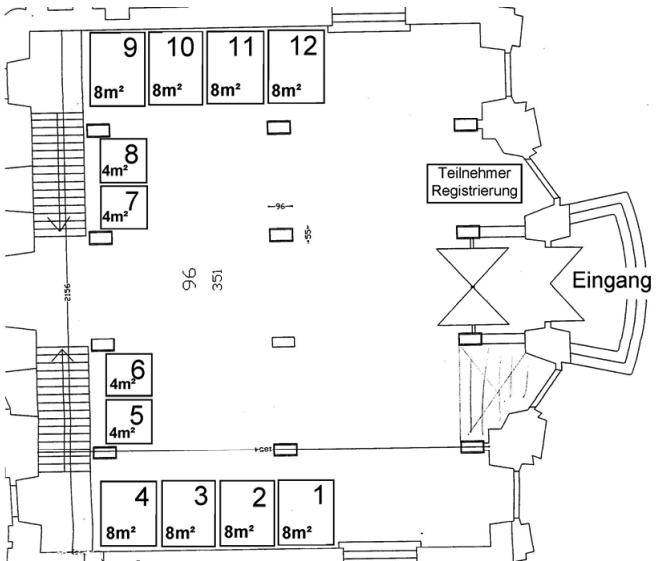 9
10
11
12
8m²
8m²
8m²
8m²
8
4m²
7
4m²
Teilnehmer
Registrierung
96
55
96
351
2156
Eingang
6
4m²
5
4m²
4
3
2
1
8m²
8m²
8m²
8m²